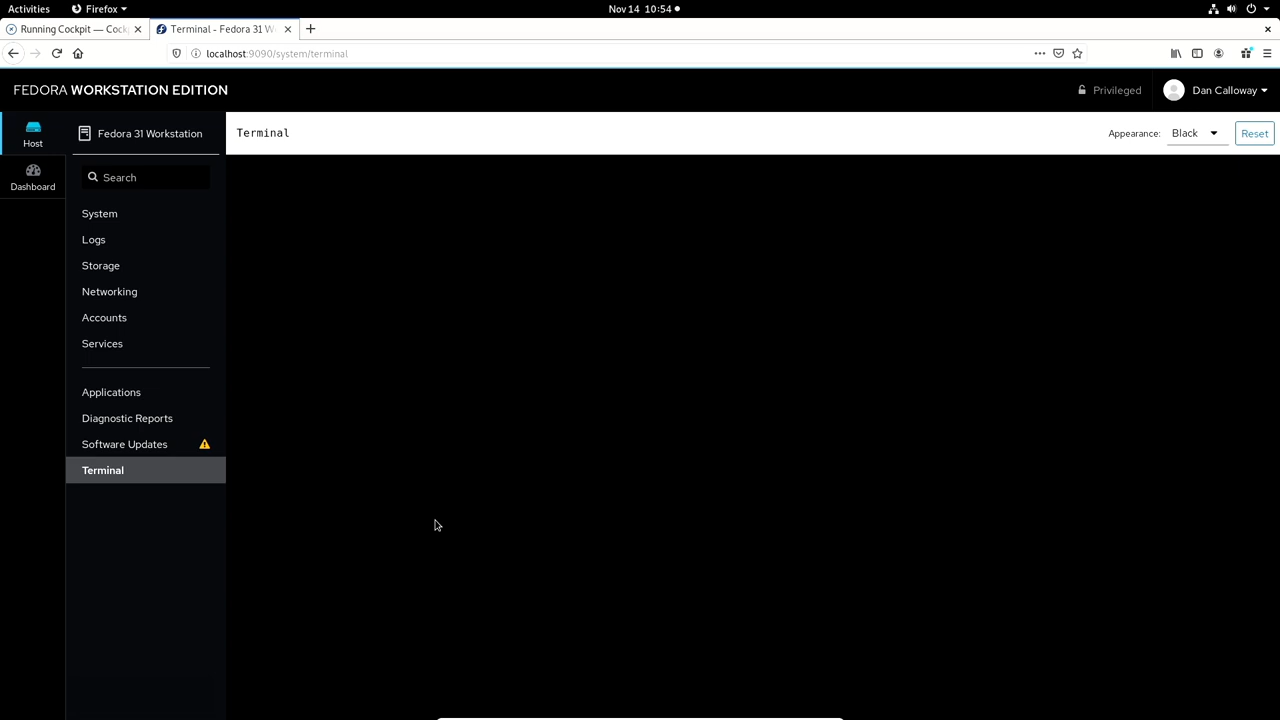 Activities Firefox Nov 14 10:54
Running Cockpit — Cock Terminal - Fedora 31 W
localhost:9090/system/terminal
FEDORA WORKSTATION EDITION Privileged Dan Calloway
Host
Dashboard
Fedora 31 Workstation
Search
System
Logs
Storage
Networking
Accounts
Services
Applications
Diagnostic Reports
Software Updates
Terminal
Terminal Appearance: Black Reset